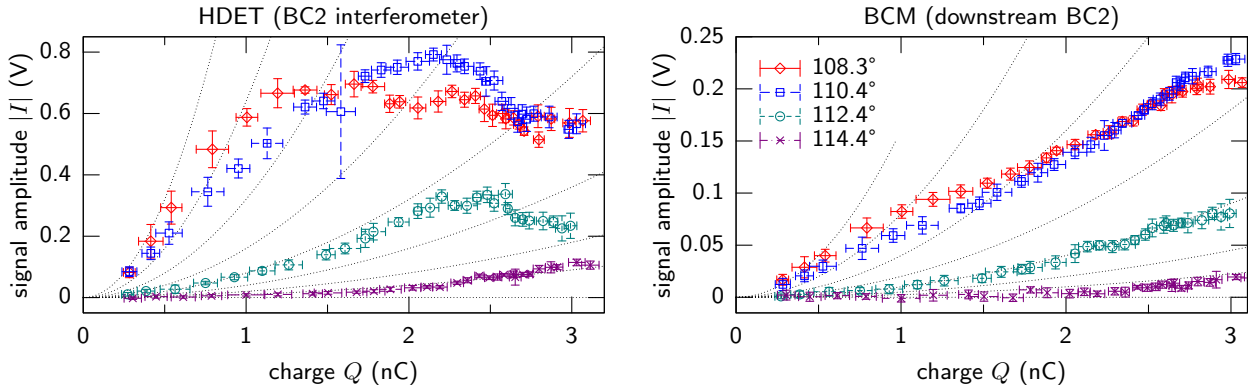 HDET (BC2 interferometer)
signal amplitude |I| (V)
0.8
0.6
0.4
0.2
0
0 1 2 3
charge Q (nC)
BCM (downstream BC2)
signal amplitude |I| (V)
0.25
0.2
0.15
0.1
0.05
0
0 1 2 3
charge Q (nC)
108.3°
110.4°
112.4°
114.4°